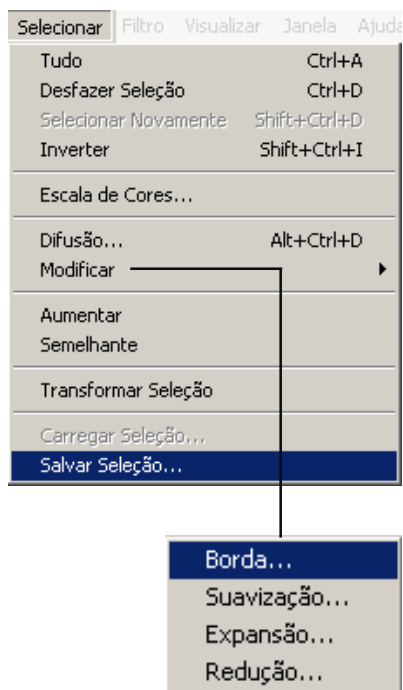 Selecionar Filtro Visualizar Janela Ajuda
Tudo Ctrl+A
Desfazer Seleção Ctrl+D
Selecionar Novamente Shift+Ctrl+D
Inverter Shift+Ctrl+I
Escala de Cores...
Difusão... Alt+Ctrl+D
Modificar
Aumentar
Semelhante
Transformar Seleção
Carregar Seleção...
Salvar Seleção...
Borda...
Suavização...
Expansão...
Redução...